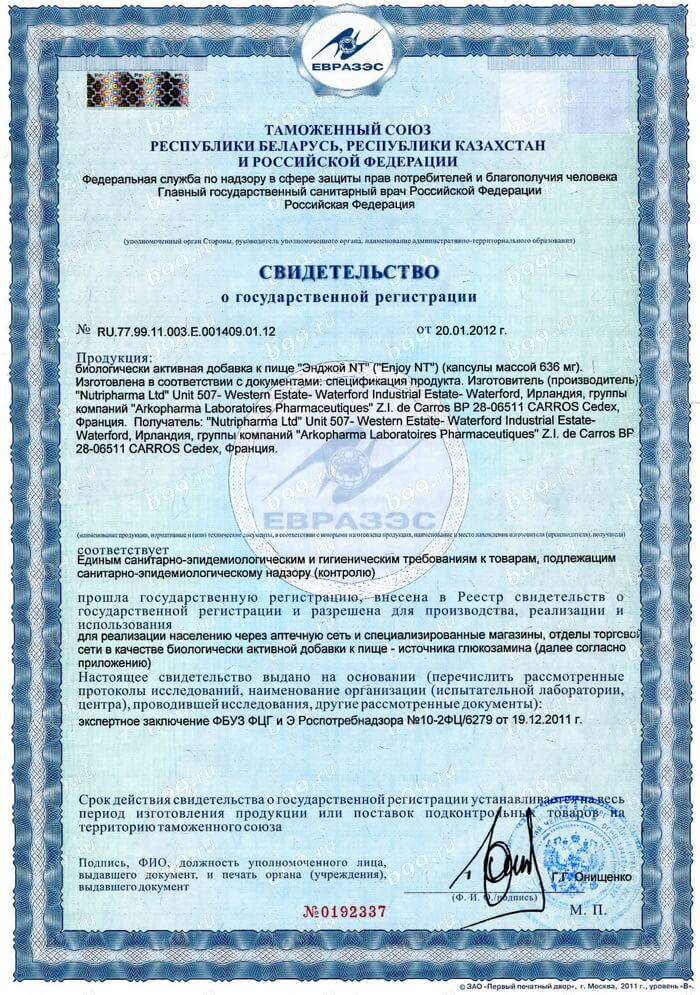 ЕВРАЗЭС
ТАМОЖЕННЫЙ СОЮЗ
РЕСПУБЛИКИ БЕЛАРУСЬ, РЕСПУБЛИКИ КАЗАХСТАН
И РОССИЙСКОЙ ФЕДЕРАЦИИ
Федеральная служба по надзору в сфере защиты прав потребителей и благополучия человека
Главный государственный санитарный врач Российской Федерации
Российская Федерация
(уполномоченный орган Стороны, руководитель уполномоченного органа, наименование административно-территориального образования)
СВИДЕТЕЛЬСТВО
о государственной регистрации
№ RU.77.99.11.003.Е.001409.01.12 от 20.01.2012 г.
Продукция:
биологически активная добавка к пище "Энджой NT" ("Enjoy NT") (капсулы массой 636 мг).
Изготовлена в соответствии с документами: спецификация продукта. Изготовитель (производитель):
"Nutripharma Ltd" Unit 507- Western Estate- Waterford Industrial Estate- Waterford, Ирландия, группы
компаний "Arkopharma Laboratoires Pharmaceutiques" Z.I. de Carros BP 28-06511 CARROS Cedex,
Франция. Получатель: "Nutripharma Ltd" Unit 507- Western Estate- Waterford Industrial Estate-
Waterford, Ирландия, группы компаний "Arkopharma Laboratoires Pharmaceutiques" Z.I. de Carros BP
28-06511 CARROS Cedex, Франция.
ЕВРАЗЭС
(наименование продукции, нормативные и (или) технические документы, в соответствии с которыми изготовлена продукция, наименование и место нахождения изготовителя (производителя), получателя)
соответствует
Единым санитарно-эпидемиологическим и гигиеническим требованиям к товарам, подлежащим
санитарно-эпидемиологическому надзору (контролю)
прошла государственную регистрацию, внесена в Реестр свидетельств о
государственной регистрации и разрешена для производства, реализации и
использования
для реализации населению через аптечную сеть и специализированные магазины, отделы торговой
сети в качестве биологически активной добавки к пище - источника глюкозамина (далее согласно
приложению)
Настоящее свидетельство выдано на основании (перечислить рассмотренные
протоколы исследований, наименование организации (испытательной лаборатории,
центра), проводившей исследования, другие рассмотренные документы):
экспертное заключение ФБУЗ ФЦГ и Э Роспотребнадзора №10-2ФЦ/6279 от 19.12.2011 г.
Срок действия свидетельства о государственной регистрации устанавливается на весь
период изготовления продукции или поставок подконтрольных товаров на
территорию таможенного союза
Подпись, ФИО, должность уполномоченного лица,
выдавшего документ, и печать органа (учреждения),
выдавшего документ
Г.Г. Онищенко
(Ф. И. О./подпись)
М. П.
№0192337
© ЗАО «Первый печатный двор», г. Москва, 2011 г., уровень «В».
b99.ru